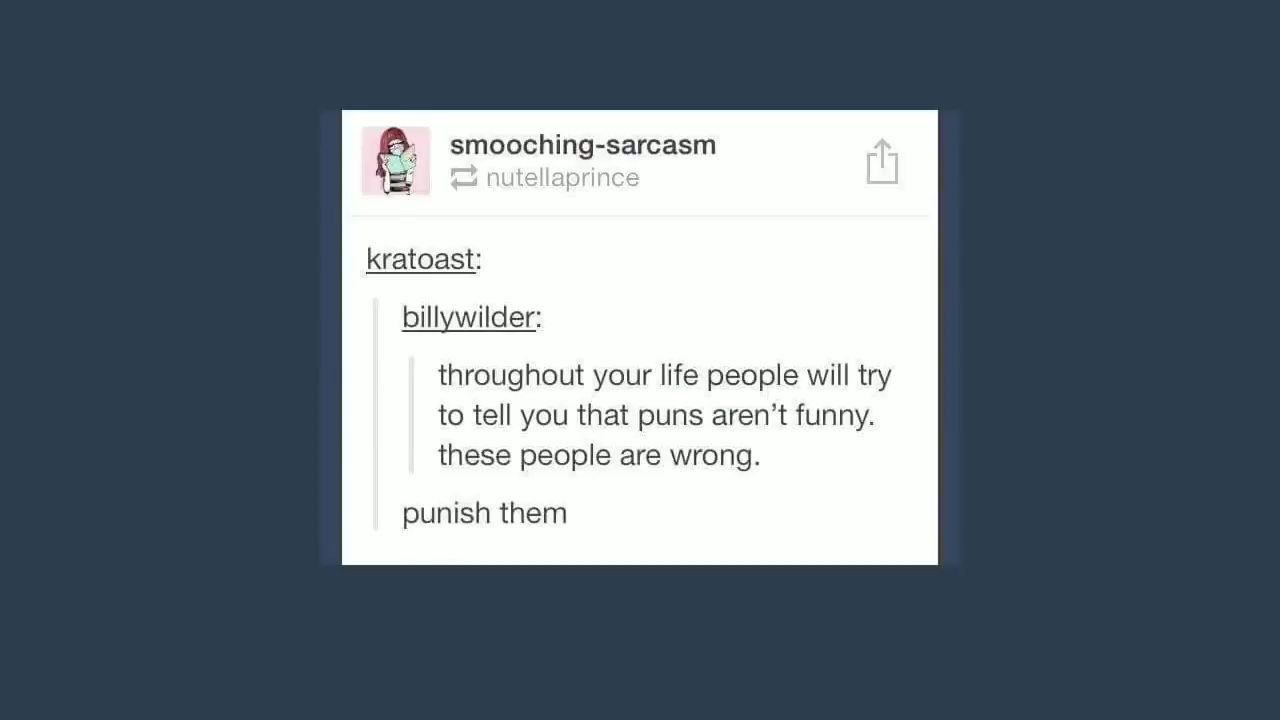 smooching-sarcasm
nutellaprince
kratoast:
billywilder:
throughout your life people will try
to tell you that puns aren’t funny.
these people are wrong.
punish them